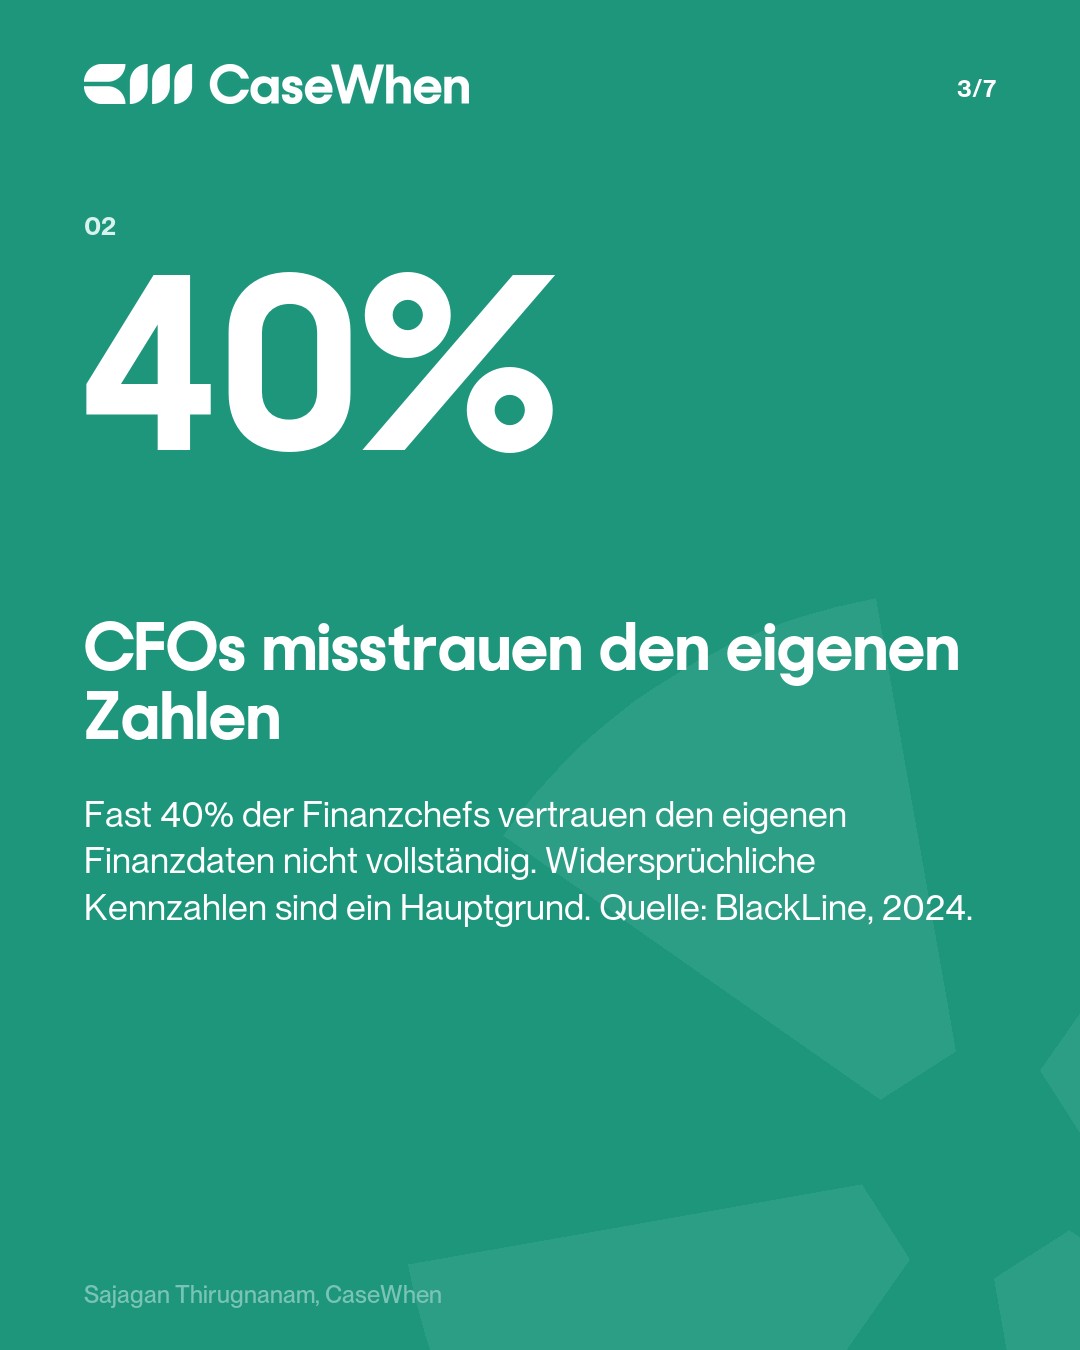 CaseWhen
3/7
02
40%
CFOs misstrauen den eigenen
Zahlen
Fast 40% der Finanzchefs vertrauen den eigenen
Finanzdaten nicht vollständig. Widersprüchliche
Kennzahlen sind ein Hauptgrund. Quelle: BlackLine, 2024.
Sajagan Thirugnanam, CaseWhen